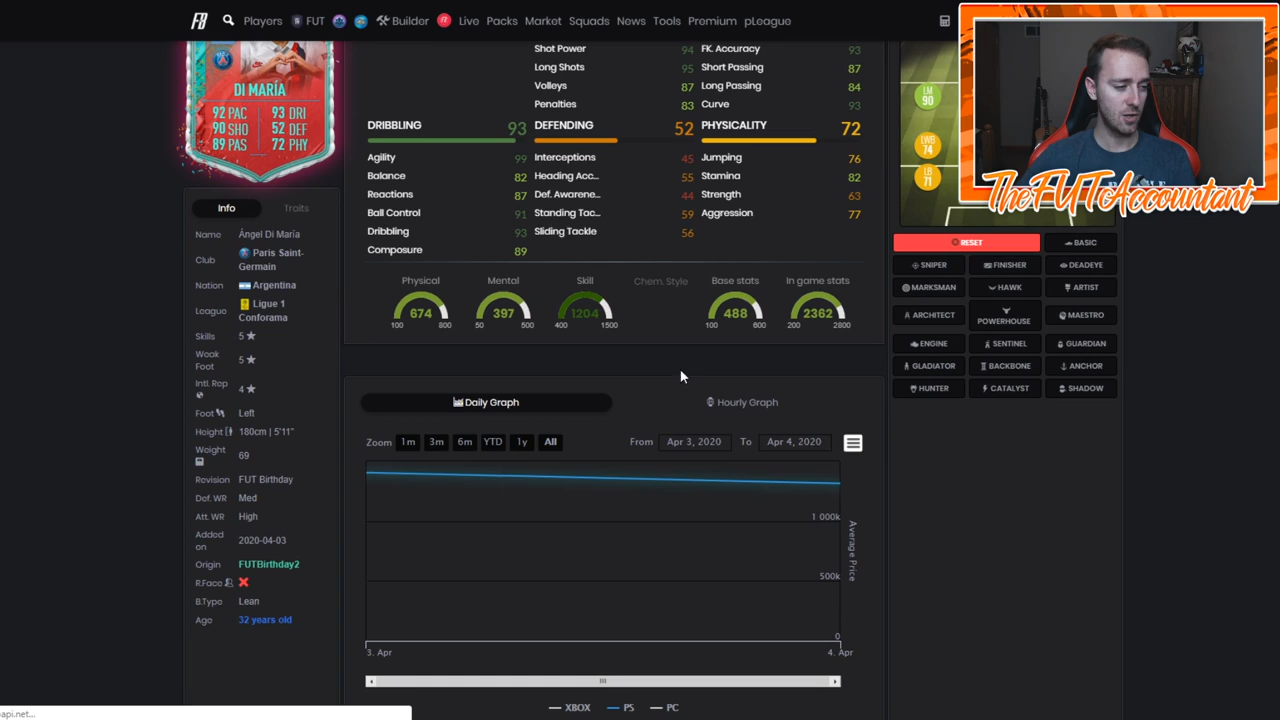 FB Players FUT Builder Live Packs Market Squads News Tools Premium pLeague
DI MARÍA
92 PAC 93 DRI
90 SHO 52 DEF
89 PAS 72 PHY
Shot Power 94 FK. Accuracy 93
Long Shots 95 Short Passing 87
Volleys 87 Long Passing 84
Penalties 83 Curve 93
DRIBBLING 93 DEFENDING 52 PHYSICALITY 72
Agility 99 Interceptions 45 Jumping 76
Balance 82 Heading Acc... 55 Stamina 82
Reactions 87 Def. Awarene... 44 Strength 63
Ball Control 91 Standing Tac... 59 Aggression 77
Dribbling 93 Sliding Tackle 56
Composure 89
Physical Mental Skill Chem. Style Base stats In game stats
674 397 1204 488 2362
100 800 50 500 400 1500 100 600 200 2800
Info Traits
Name Ángel Di María
Club Paris Saint-
Germain
Nation Argentina
League Ligue 1
Conforama
Skills 5
Weak
Foot 5
Intl. Rep 4
Foot Left
Height 180cm | 5'11"
Weight 69
Revision FUT Birthday
Def. WR Med
Att. WR High
Added
on 2020-04-03
Origin FUTBirthday2
R.Face
B.Type Lean
Age 32 years old
Daily Graph Hourly Graph
Zoom 1m 3m 6m YTD 1y All From Apr 3, 2020 To Apr 4, 2020
1 000k
500k
0
Average Price
3. Apr 4. Apr
XBOX PS PC
LM
90
LWB
74
LB
71
TheFUTAccountant
RESET BASIC
SNIPER FINISHER DEADEYE
MARKSMAN HAWK ARTIST
ARCHITECT POWERHOUSE MAESTRO
ENGINE SENTINEL GUARDIAN
GLADIATOR BACKBONE ANCHOR
HUNTER CATALYST SHADOW
api.net...